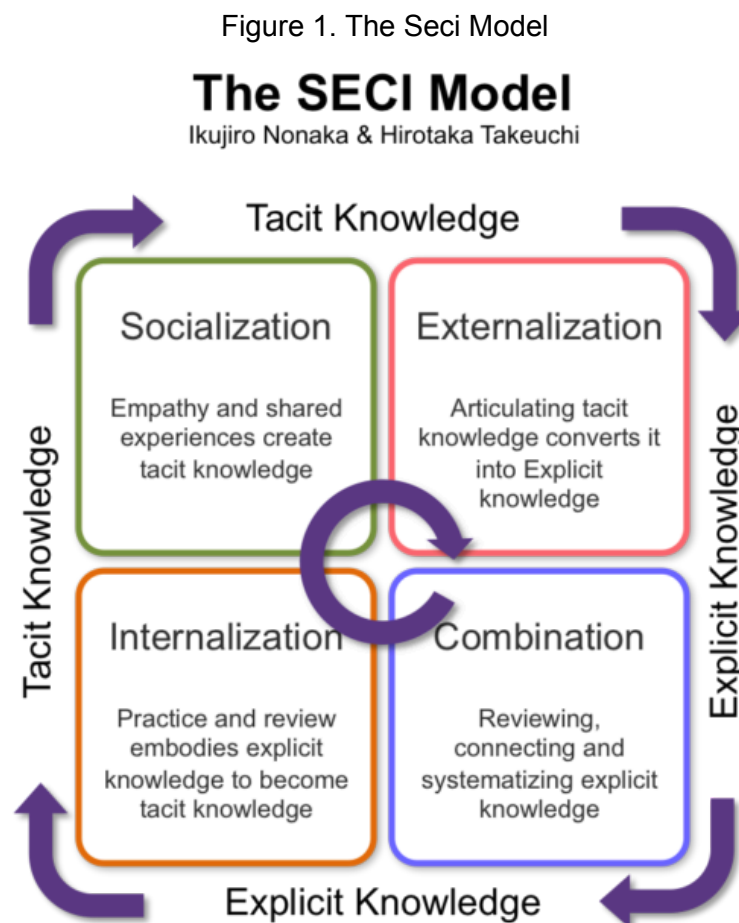 Figure 1. The Seci Model
The SECI Model
Ikujiro Nonaka & Hirotaka Takeuchi
Tacit Knowledge
Socialization
Empathy and shared
experiences create
tacit knowledge
Externalization
Articulating tacit
knowledge converts it
into Explicit
knowledge
Tacit Knowledge
Explicit Knowledge
Internalization
Practice and review
embodies explicit
knowledge to become
tacit knowledge
Combination
Reviewing,
connecting and
systematizing explicit
knowledge
Explicit Knowledge